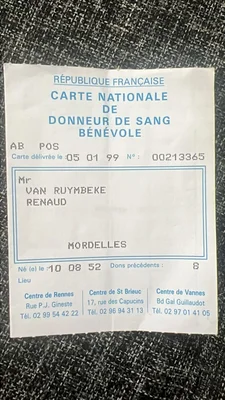 RÉPUBLIQUE FRANÇAISE
CARTE NATIONALE
DE
DONNEUR DE SANG
BÉNÉVOLE
AB POS
Carte délivrée le 05 01 99 N° : 00213365
Mr
VAN RUYMBEKE
RENAUD
MORDELLES
Né (e) le 10 08 52 Dons précédents : 8
Lieu
Centre de Rennes Centre de St Brieuc Centre de Vannes
Rue P.J. Gineste 17, rue des Capucins Bd Gal Guillaudot
Tél. 02 99 54 42 22 Tél. 02 96 94 31 13 Tél. 02 97 01 41 05